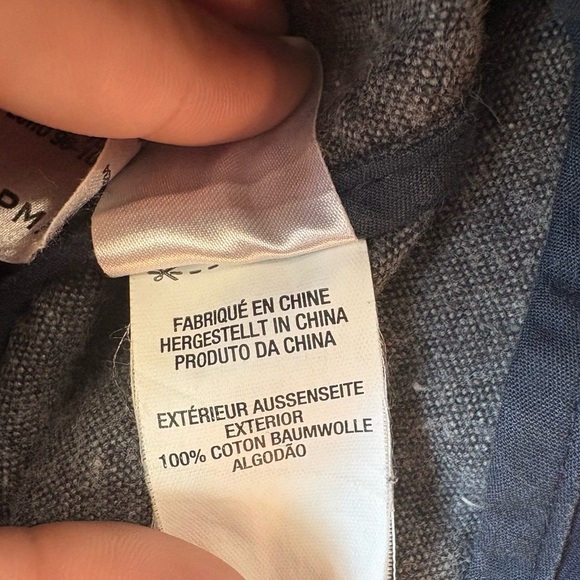 FABRIQUÉ EN CHINE
HERGESTELLT IN CHINA
PRODUTO DA CHINA
EXTÉRIEUR AUSSENSEITE
EXTERIOR
100% COTON BAUMWOLLE
ALGODÃO